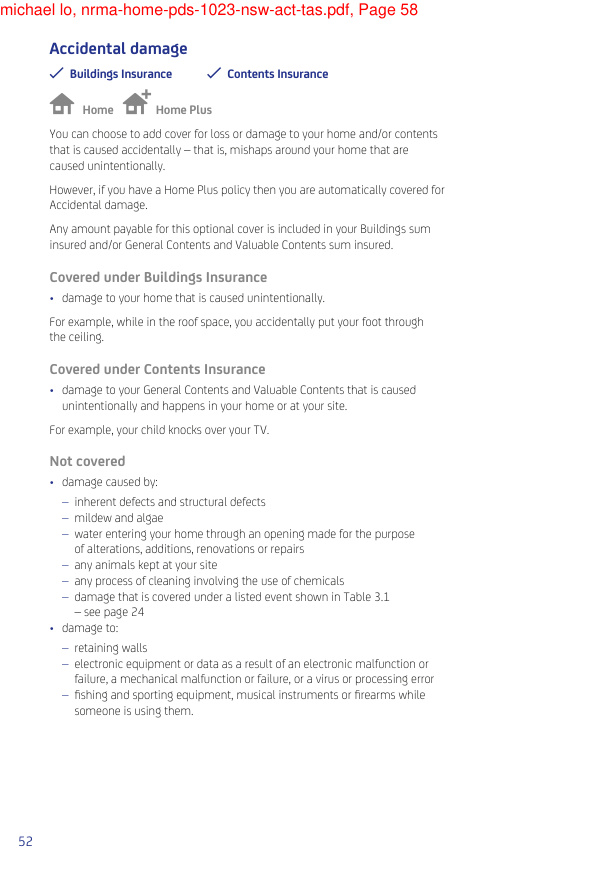 michael lo, nrma-home-pds-1023-nsw-act-tas.pdf, Page 58
Accidental damage
Buildings Insurance Contents Insurance
Home Home Plus
You can choose to add cover for loss or damage to your home and/or contents
that is caused accidentally – that is, mishaps around your home that are
caused unintentionally.
However, if you have a Home Plus policy then you are automatically covered for
Accidental damage.
Any amount payable for this optional cover is included in your Buildings sum
insured and/or General Contents and Valuable Contents sum insured.
Covered under Buildings Insurance
• damage to your home that is caused unintentionally.
For example, while in the roof space, you accidentally put your foot through
the ceiling.
Covered under Contents Insurance
• damage to your General Contents and Valuable Contents that is caused
unintentionally and happens in your home or at your site.
For example, your child knocks over your TV.
Not covered
• damage caused by:
– inherent defects and structural defects
– mildew and algae
– water entering your home through an opening made for the purpose
of alterations, additions, renovations or repairs
– any animals kept at your site
– any process of cleaning involving the use of chemicals
– damage that is covered under a listed event shown in Table 3.1
– see page 24
• damage to:
– retaining walls
– electronic equipment or data as a result of an electronic malfunction or
failure, a mechanical malfunction or failure, or a virus or processing error
– fishing and sporting equipment, musical instruments or firearms while
someone is using them.
52